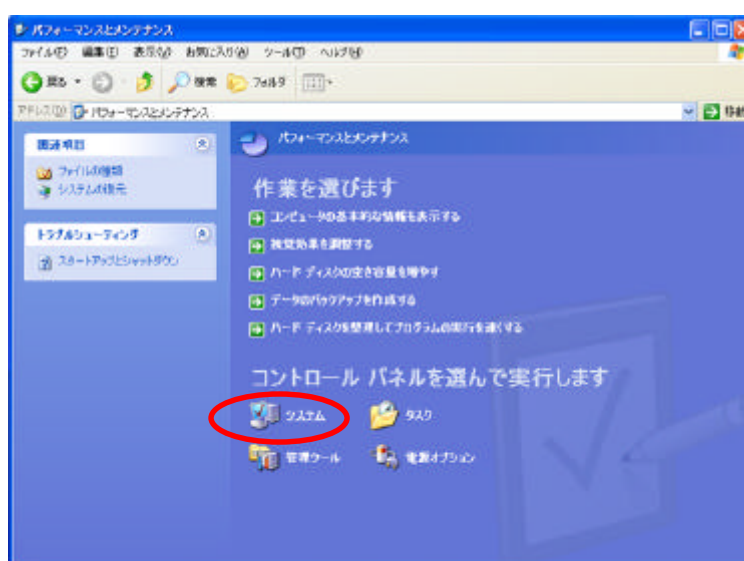 パフォーマンスとメンテナンス
ファイル(F) 編集(E) 表示(V) お気に入り(A) ツール(T) ヘルプ(H)
戻る 検索 フォルダ
アドレス(D) パフォーマンスとメンテナンス 移動
関連項目
ファイルの種類
システムの復元
トラブルシューティング
スタートアップとシャットダウン
パフォーマンスとメンテナンス
作業を選びます
コンピュータの基本的な情報を表示する
視覚効果を調整する
ハード ディスクの空き容量を増やす
データのバックアップを作成する
ハード ディスクを整理してプログラムの実行を速くする
コントロール パネルを選んで実行します
システム タスク
管理ツール 電源オプション